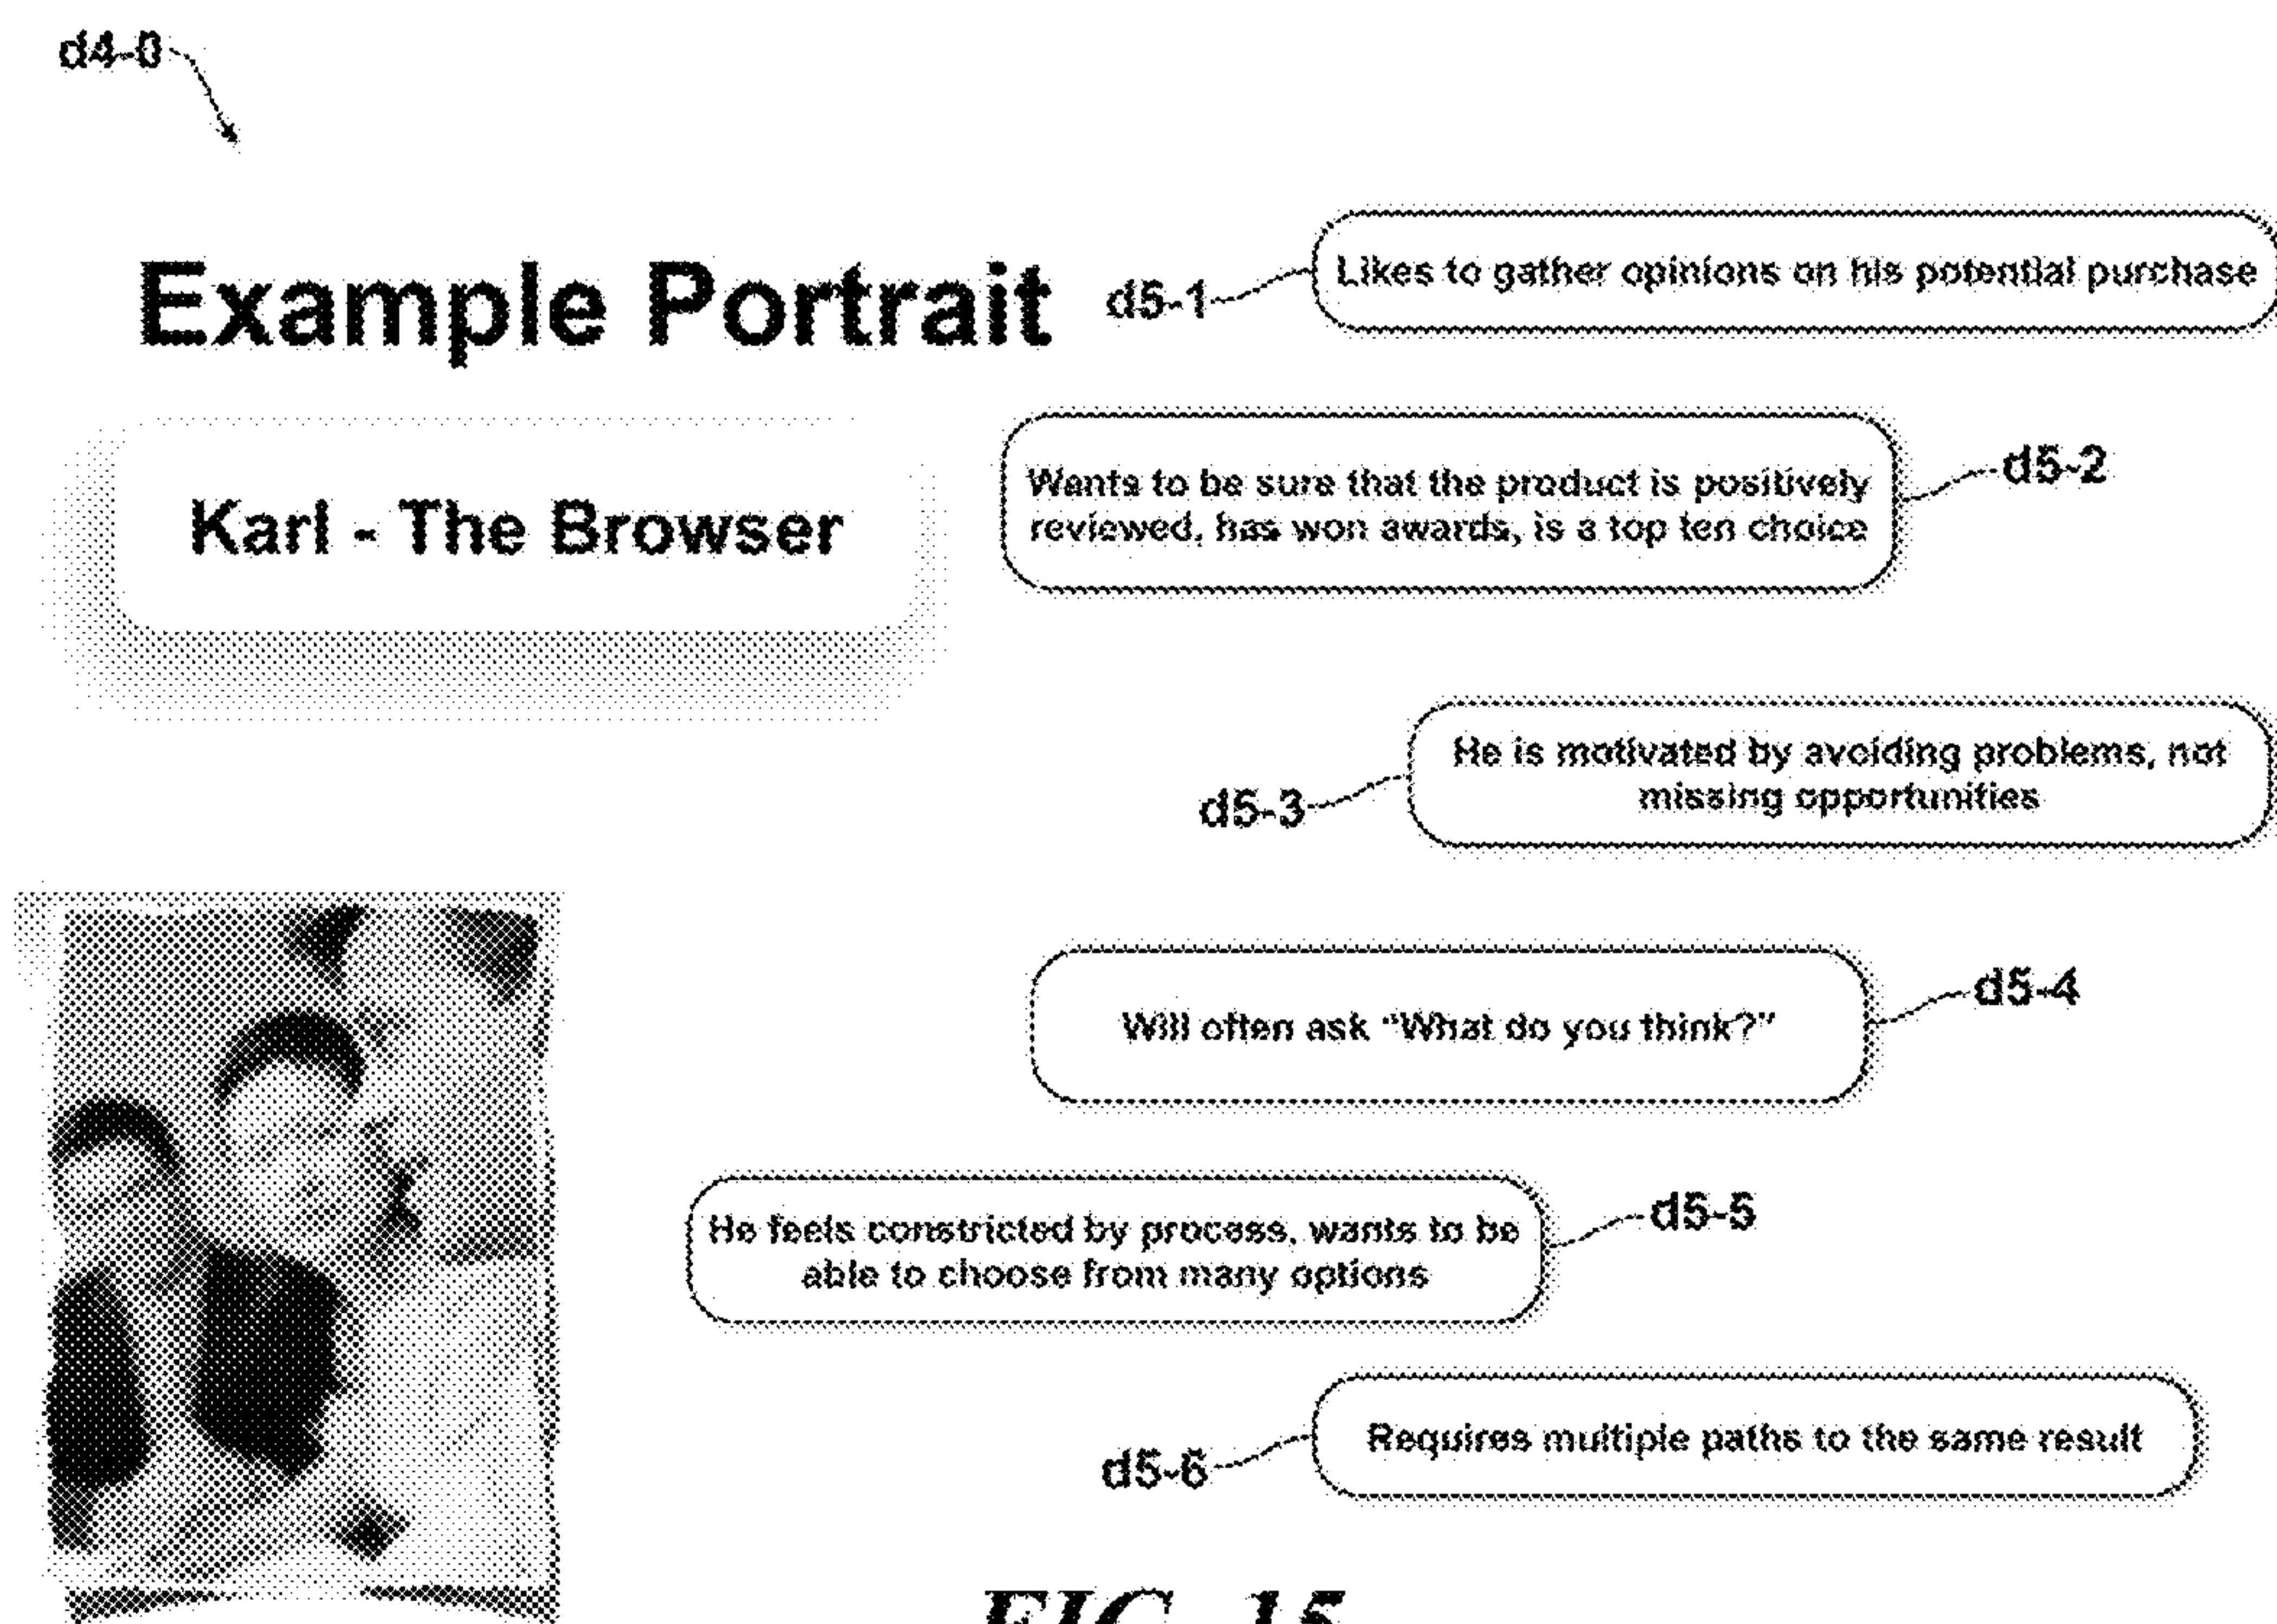 d4-0
Example Portrait
d5-1
Likes to gather opinions on his potential purchase
Karl - The Browser
Wants to be sure that the product is positively
reviewed, has won awards, is a top ten choice
d5-2
He is motivated by avoiding problems, not
missing opportunities
d5-3
Will often ask “What do you think?”
d5-4
He feels constricted by process, wants to be
able to choose from many options
d5-5
Requires multiple paths to the same result
d5-6
FIG. 15